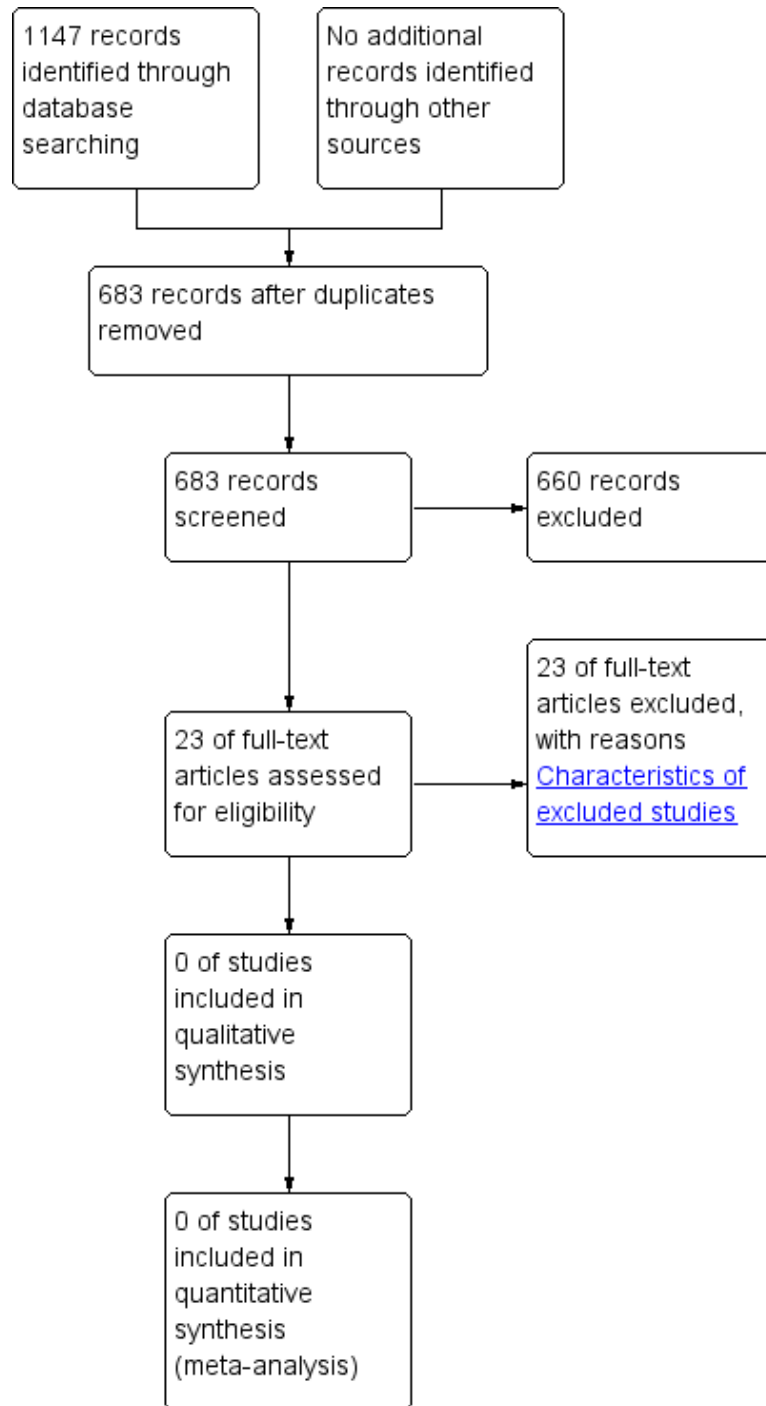 1147 records
identified through
database
searching
No additional
records identified
through other
sources
683 records after duplicates
removed
683 records
screened
660 records
excluded
23 of full-text
articles assessed
for eligibility
23 of full-text
articles excluded,
with reasons
Characteristics of
excluded studies
0 of studies
included in
qualitative
synthesis
0 of studies
included in
quantitative
synthesis
(meta-analysis)